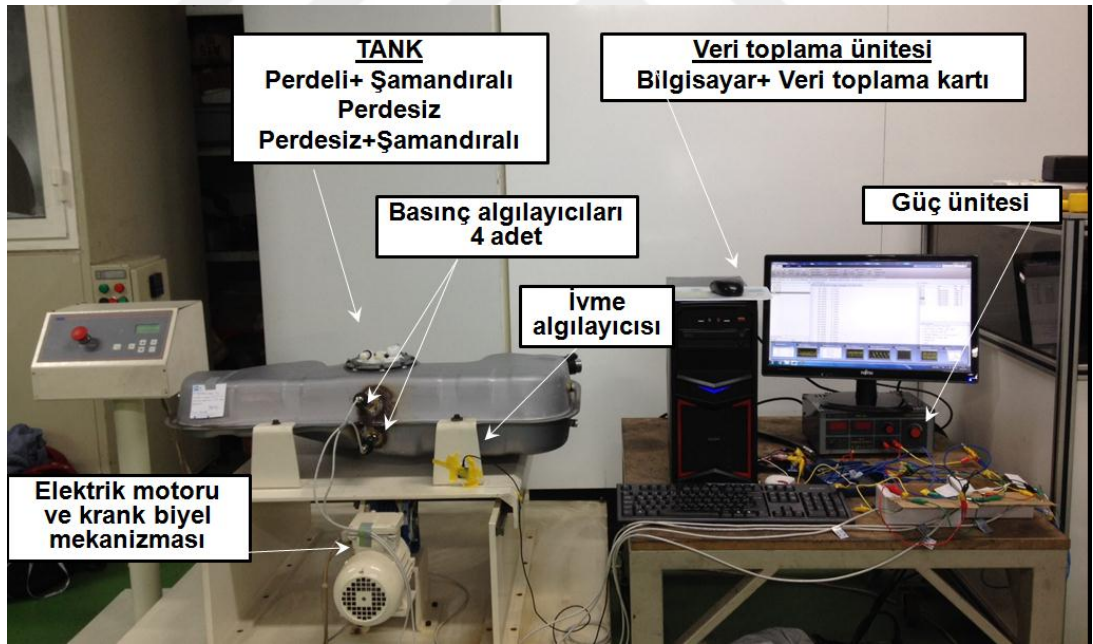 TANK
Perdeli+ Şamandıralı
Perdesiz
Perdesiz+Şamandıralı
Veri toplama ünitesi
Bilgisayar+ Veri toplama kartı
Basınç algılayıcıları
4 adet
Güç ünitesi
İvme
algılayıcısı
Elektrik motoru
ve krank biyel
mekanizması